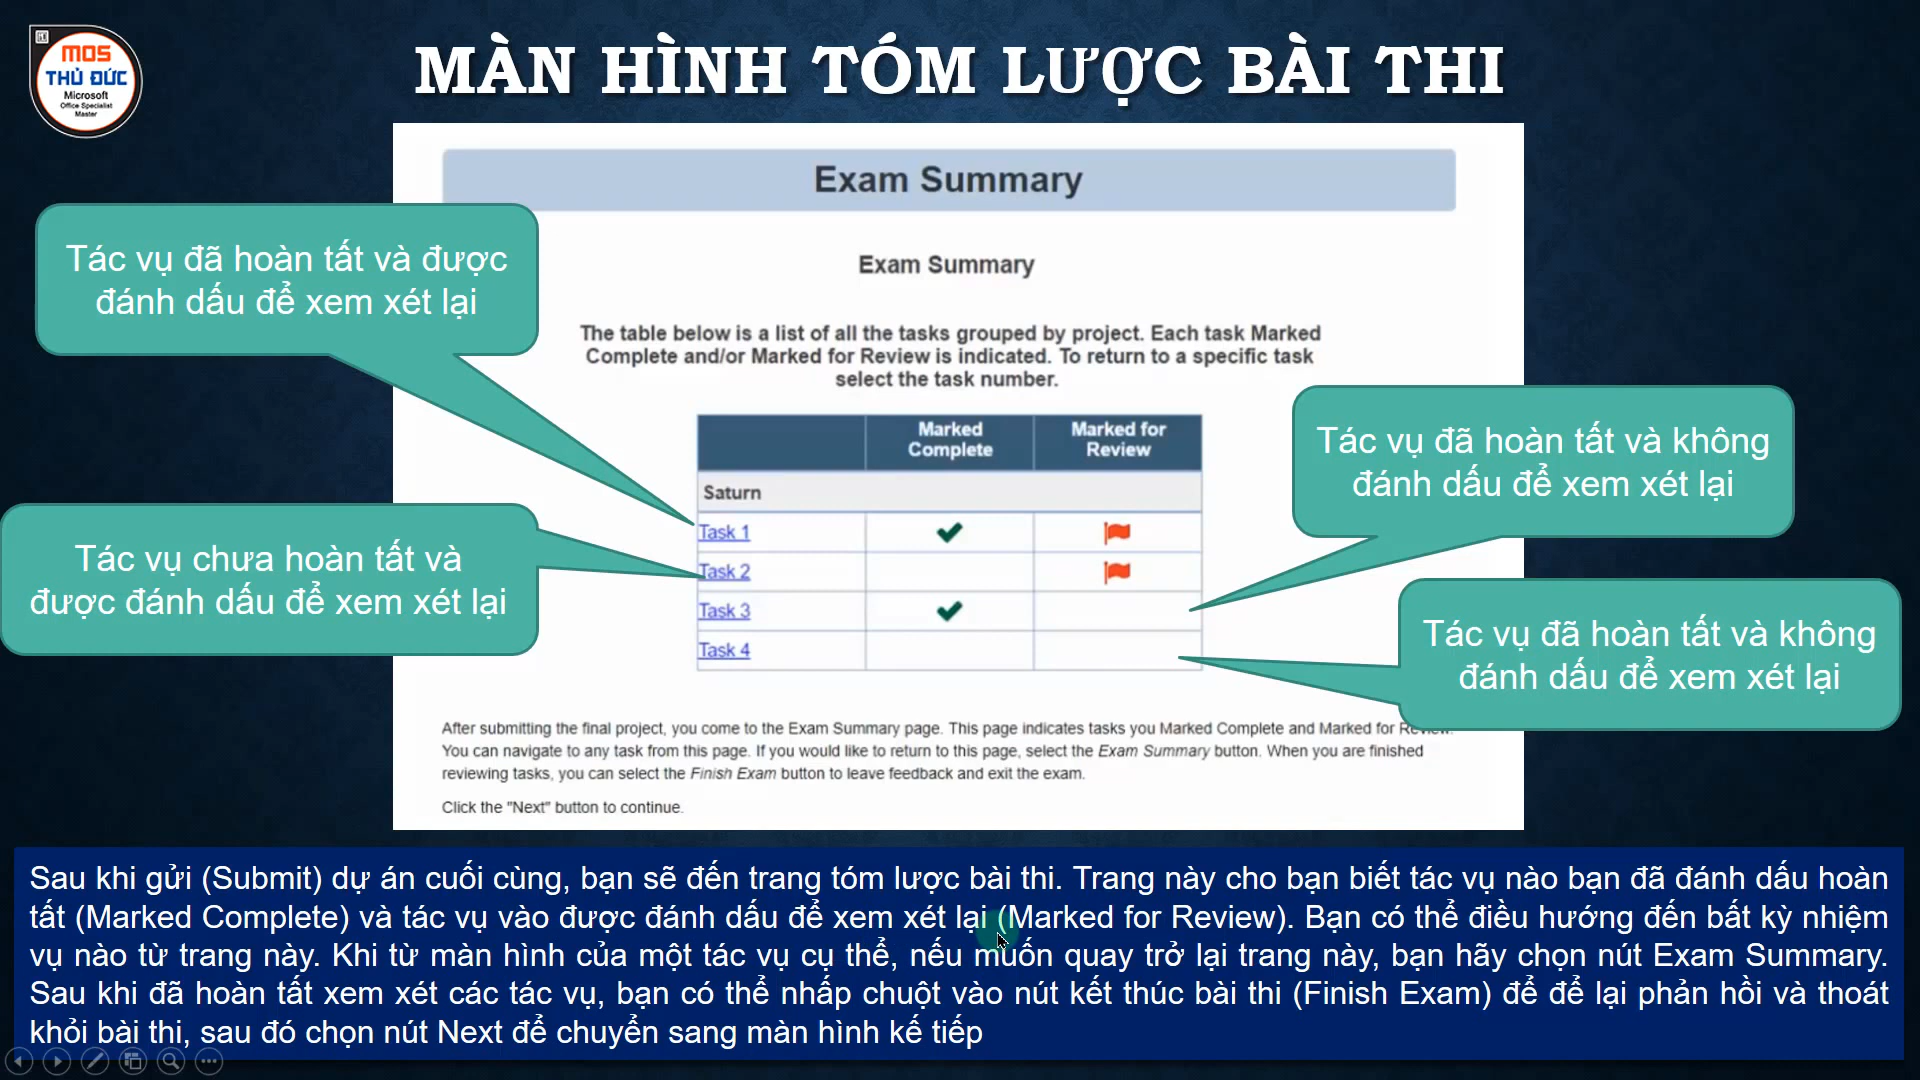 MOS
THỦ ĐỨC
Microsoft
Office Specialist
Master
MÀN HÌNH TÓM LƯỢC BÀI THI
Exam Summary
Tác vụ đã hoàn tất và được
đánh dấu để xem xét lại
Exam Summary
The table below is a list of all the tasks grouped by project. Each task Marked
Complete and/or Marked for Review is indicated. To return to a specific task
select the task number.
Marked
Complete
Marked for
Review
Tác vụ đã hoàn tất và không
đánh dấu để xem xét lại
Saturn
Task 1
Tác vụ chưa hoàn tất và
được đánh dấu để xem xét lại
Task 2
Task 3
Task 4
Tác vụ đã hoàn tất và không
đánh dấu để xem xét lại
After submitting the final project, you come to the Exam Summary page. This page indicates tasks you Marked Complete and Marked for Review.
You can navigate to any task from this page. If you would like to return to this page, select the Exam Summary button. When you are finished
reviewing tasks, you can select the Finish Exam button to leave feedback and exit the exam.
Click the "Next" button to continue.
Sau khi gửi (Submit) dự án cuối cùng, bạn sẽ đến trang tóm lược bài thi. Trang này cho bạn biết tác vụ nào bạn đã đánh dấu hoàn
tất (Marked Complete) và tác vụ vào được đánh dấu để xem xét lại (Marked for Review). Bạn có thể điều hướng đến bất kỳ nhiệm
vụ nào từ trang này. Khi từ màn hình của một tác vụ cụ thể, nếu muốn quay trở lại trang này, bạn hãy chọn nút Exam Summary.
Sau khi đã hoàn tất xem xét các tác vụ, bạn có thể nhấp chuột vào nút kết thúc bài thi (Finish Exam) để để lại phản hồi và thoát
khỏi bài thi, sau đó chọn nút Next để chuyển sang màn hình kế tiếp